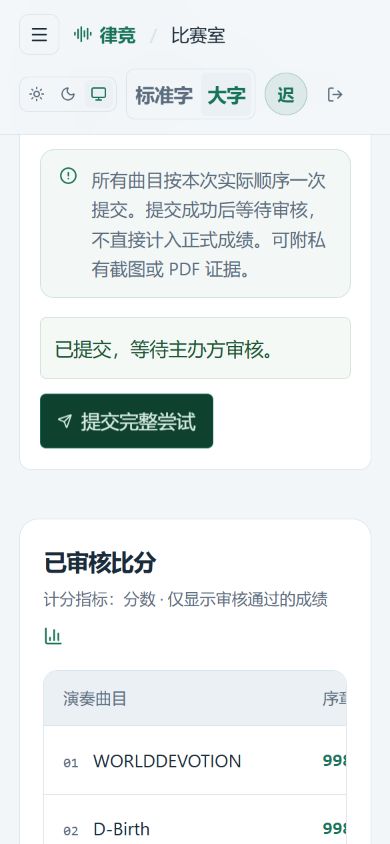 律竞 / 比赛室
标准字 大字 迟
所有曲目按本次实际顺序一次
提交。提交成功后等待审核，
不直接计入正式成绩。可附私
有截图或 PDF 证据。
已提交，等待主办方审核。
提交完整尝试
已审核比分
计分指标：分数 · 仅显示审核通过的成绩
演奏曲目 序
01 WORLDDEVOTION 99
02 D-Birth 99